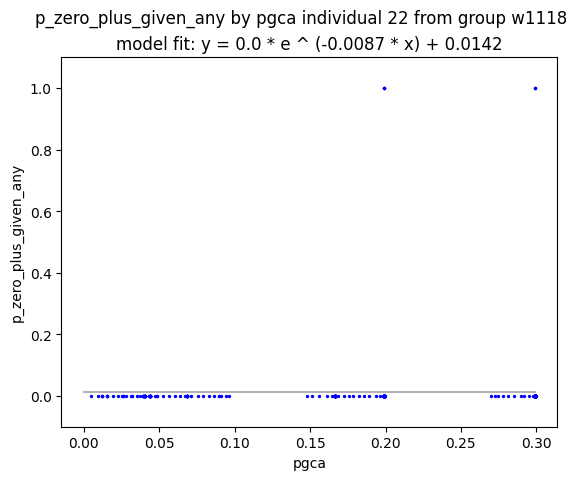 p_zero_plus_given_any by pgca individual 22 from group w1118
model fit: y = 0.0 * e ^ (-0.0087 * x) + 0.0142
1.0
0.8
0.6
0.4
0.2
0.0
p_zero_plus_given_any
0.00 0.05 0.10 0.15 0.20 0.25 0.30
pgca